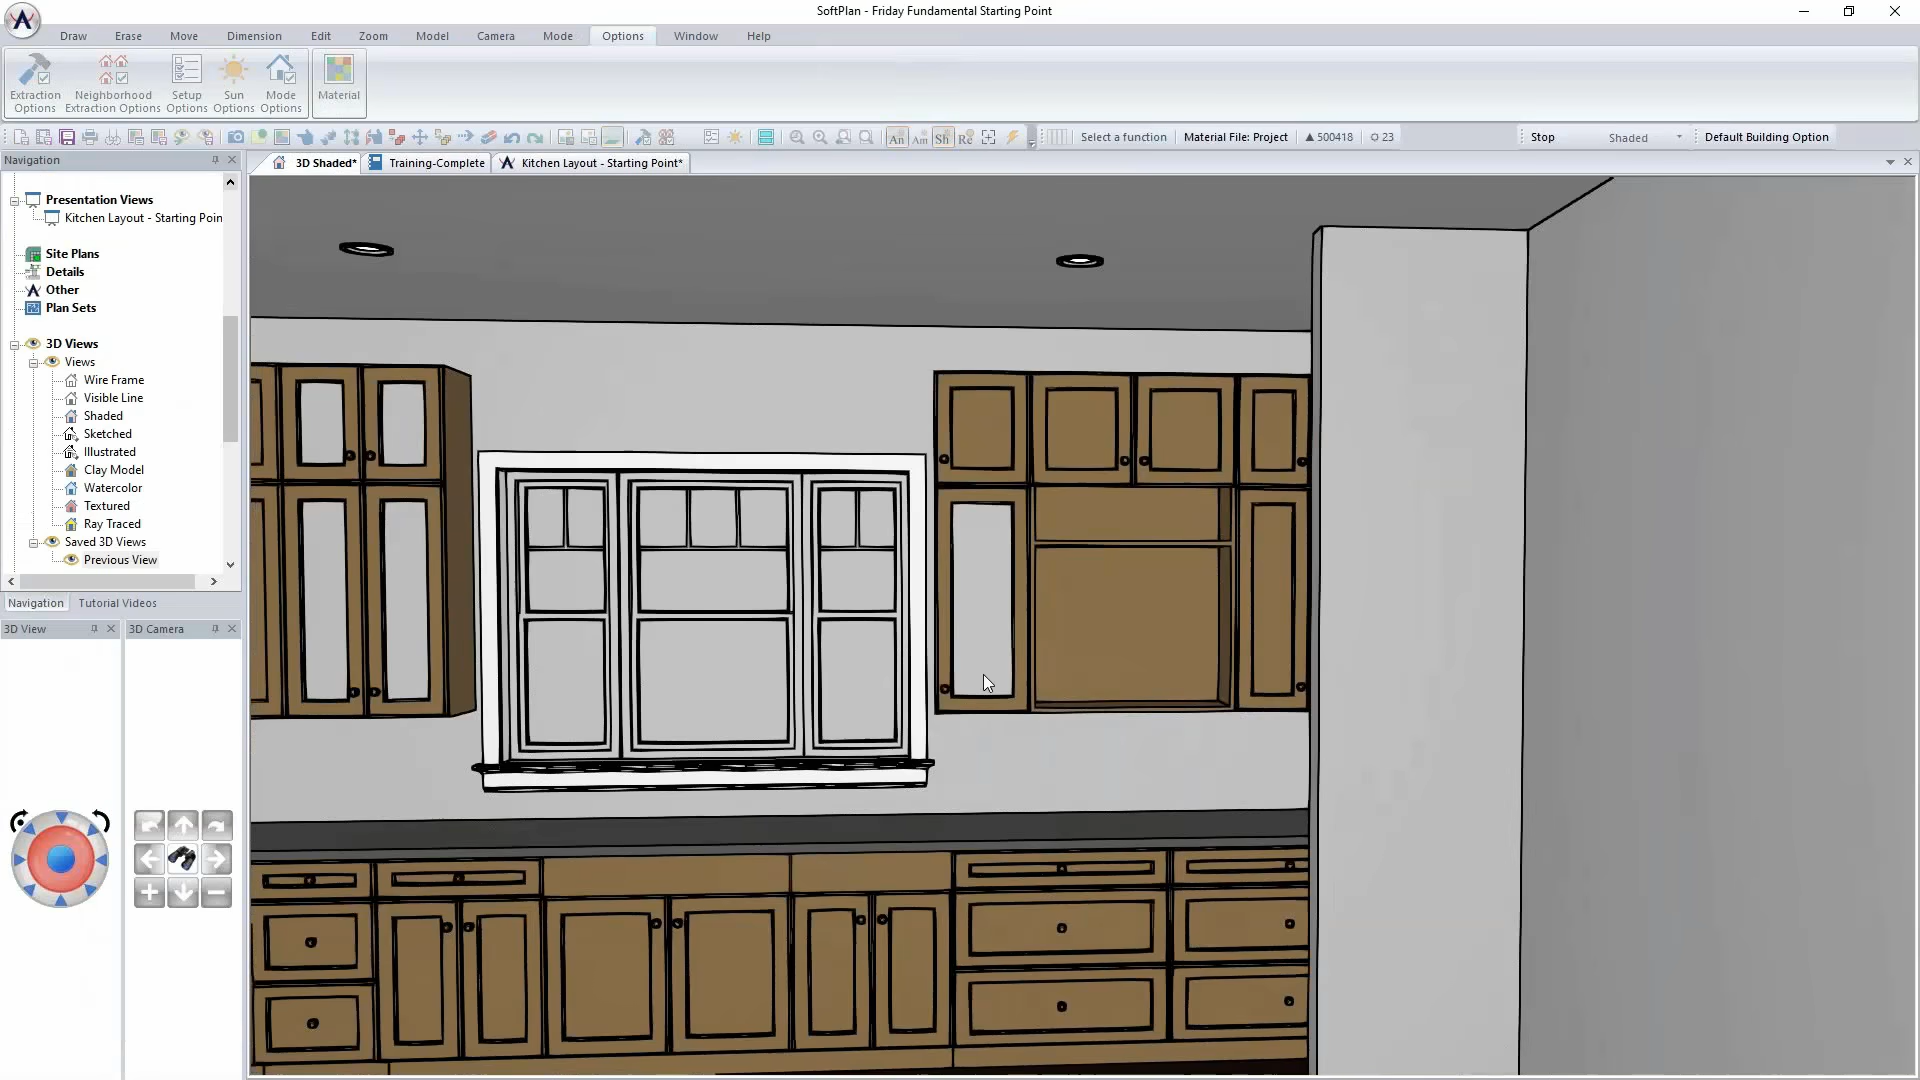 SoftPlan - Friday Fundamental Starting Point
Draw Erase Move Dimension Edit Zoom Model Camera Mode Options Window Help
Extraction Options
Neighborhood Extraction Options
Setup Options
Sun Options
Mode Options
Material
An Am Sh Re
Select a function
Material File: Project
500418
23
Stop
Shaded
Default Building Option
Navigation
3D Shaded*
Training-Complete
Kitchen Layout - Starting Point*
Presentation Views
Kitchen Layout - Starting Poin
Site Plans
Details
Other
Plan Sets
3D Views
Views
Wire Frame
Visible Line
Shaded
Sketched
Illustrated
Clay Model
Watercolor
Textured
Ray Traced
Saved 3D Views
Previous View
Navigation
Tutorial Videos
3D View
3D Camera